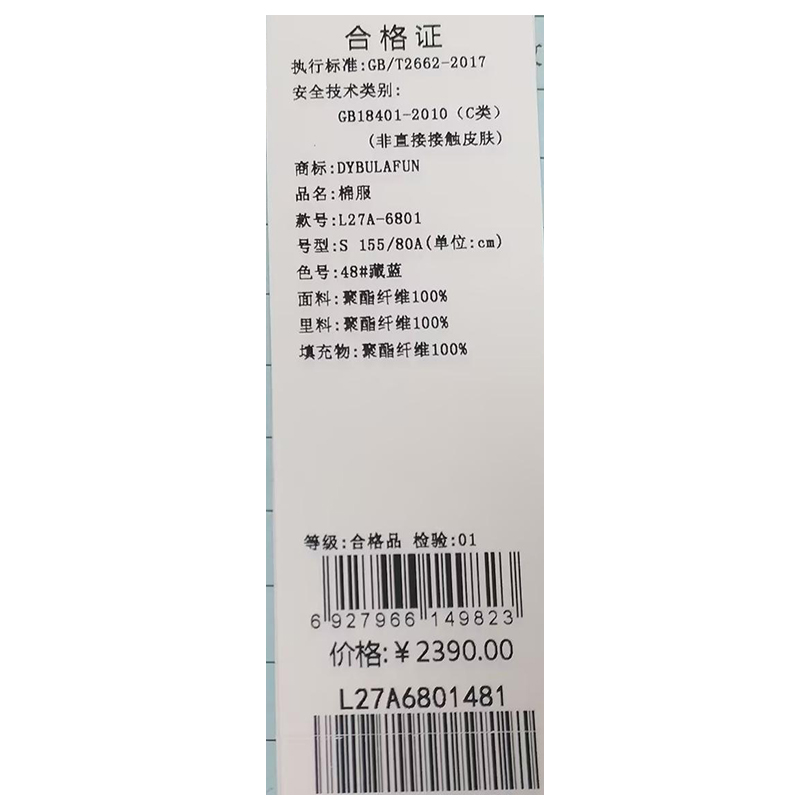 合格证
执行标准:GB/T2662-2017
安全技术类别:
GB18401-2010（C类）
(非直接接触皮肤)
商标:DYBULAFUN
品名:棉服
款号:L27A-6801
号型:S 155/80A(单位:cm)
色号:48#藏蓝
面料:聚酯纤维100%
里料:聚酯纤维100%
填充物:聚酯纤维100%
等级:合格品 检验:01
6 927966 149823
价格:￥2390.00
L27A6801481